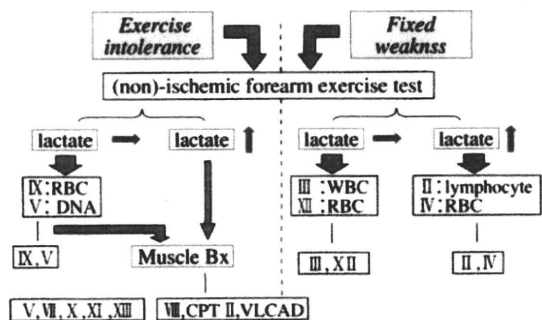 Exercise
intolerance
Fixed
weaknss
(non)-ischemic forearm exercise test
lactate → lactate ↑
lactate → lactate ↑
Ⅸ:RBC
Ⅴ:DNA
Ⅲ:WBC
Ⅻ:RBC
Ⅱ:lymphocyte
Ⅳ:RBC
Ⅸ,Ⅴ
Muscle Bx
Ⅲ,XⅡ
Ⅱ,Ⅳ
Ⅴ,Ⅶ,Ⅹ,Ⅺ,XⅢ
Ⅷ,CPT Ⅱ,VLCAD